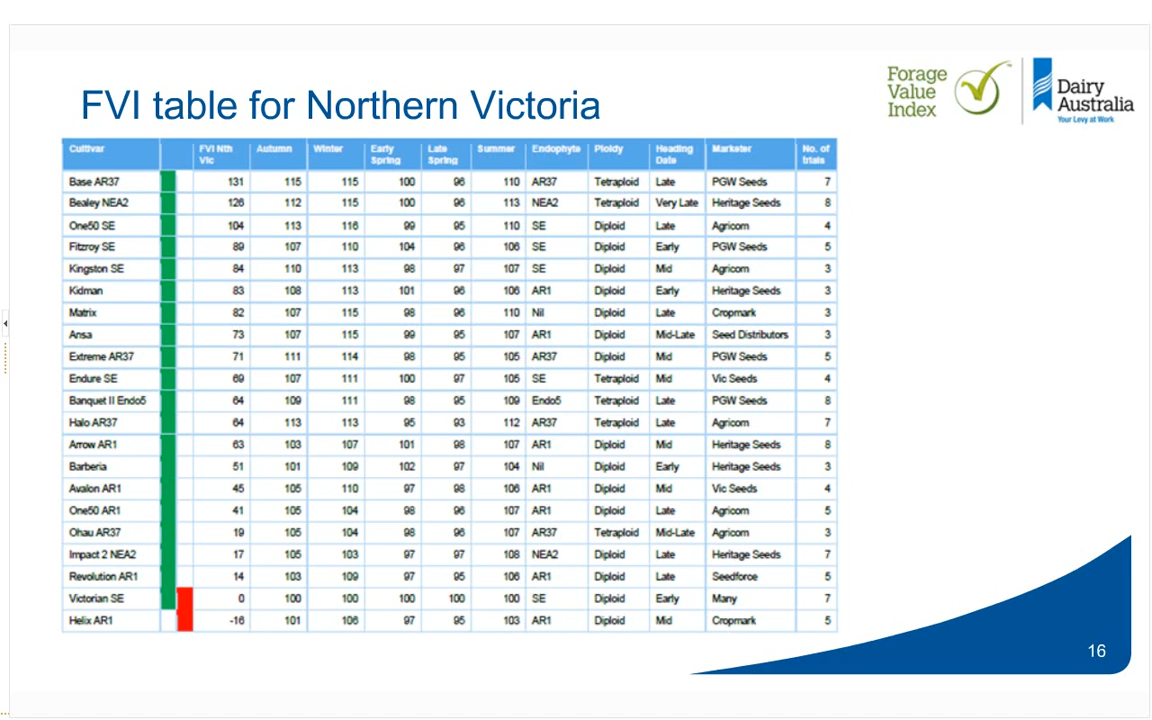 Forage
Value
Index
Dairy
Australia
Your Levy at Work
FVI table for Northern Victoria
Cultivar FVI Nth Vic Autumn Winter Early Spring Late Spring Summer Endophyte Ploidy Heading Date Marketer No. of trials
Base AR37 131 115 115 100 96 110 AR37 Tetraploid Late PGW Seeds 7
Bealey NEA2 126 112 115 100 96 113 NEA2 Tetraploid Very Late Heritage Seeds 8
One50 SE 104 113 116 99 95 110 SE Diploid Late Agricom 4
Fitzroy SE 89 107 110 104 96 106 SE Diploid Early PGW Seeds 5
Kingston SE 84 110 113 98 97 107 SE Diploid Mid Agricom 3
Kidman 83 108 113 101 96 106 AR1 Diploid Early Heritage Seeds 3
Matrix 82 107 115 98 96 110 Nil Diploid Late Cropmark 3
Ansa 73 107 115 99 95 107 AR1 Diploid Mid-Late Seed Distributors 3
Extreme AR37 71 111 114 98 95 105 AR37 Diploid Mid PGW Seeds 5
Endure SE 69 107 111 100 97 105 SE Tetraploid Mid Vic Seeds 4
Banquet II Endo5 64 109 111 98 95 109 Endo5 Tetraploid Late PGW Seeds 8
Halo AR37 64 113 113 95 93 112 AR37 Tetraploid Late Agricom 7
Arrow AR1 63 103 107 101 98 107 AR1 Diploid Mid Heritage Seeds 8
Barberia 51 101 109 102 97 104 Nil Diploid Early Heritage Seeds 3
Avalon AR1 45 105 110 97 98 106 AR1 Diploid Mid Vic Seeds 4
One50 AR1 41 105 104 98 96 107 AR1 Diploid Late Agricom 5
Ohau AR37 19 105 104 98 96 107 AR37 Tetraploid Mid-Late Agricom 3
Impact 2 NEA2 17 105 103 97 97 108 NEA2 Diploid Late Heritage Seeds 7
Revolution AR1 14 103 109 97 95 106 AR1 Diploid Late Seedforce 5
Victorian SE 0 100 100 100 100 100 SE Diploid Early Many 7
Helix AR1 -16 101 106 97 95 103 AR1 Diploid Mid Cropmark 5
16